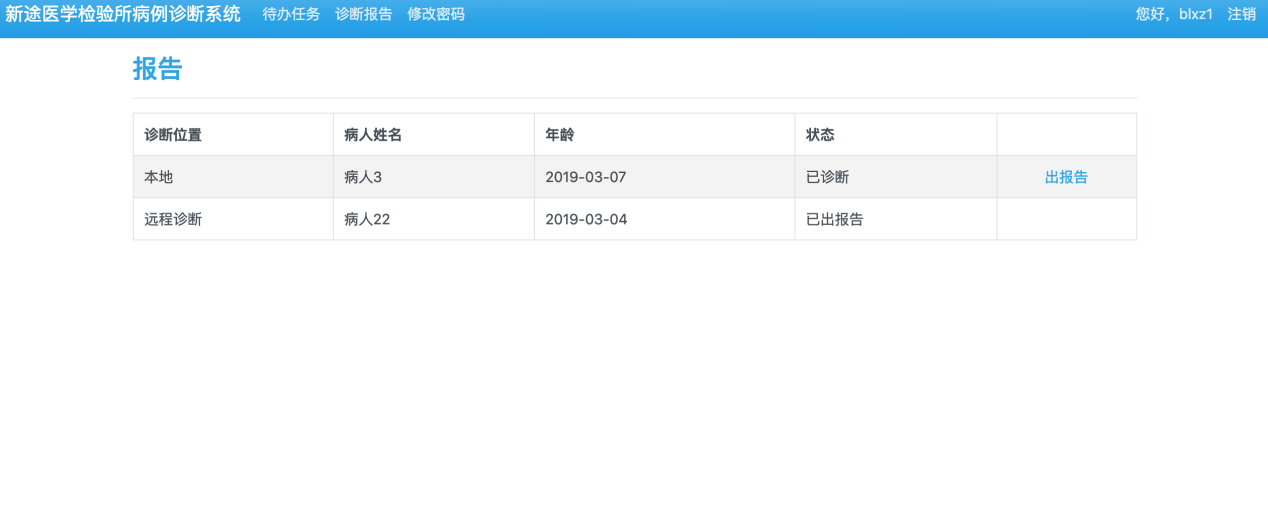 新途医学检验所病例诊断系统 待办任务 诊断报告 修改密码 您好，blxz1 注销
报告
诊断位置 病人姓名 年龄 状态
本地 病人3 2019-03-07 已诊断 出报告
远程诊断 病人22 2019-03-04 已出报告